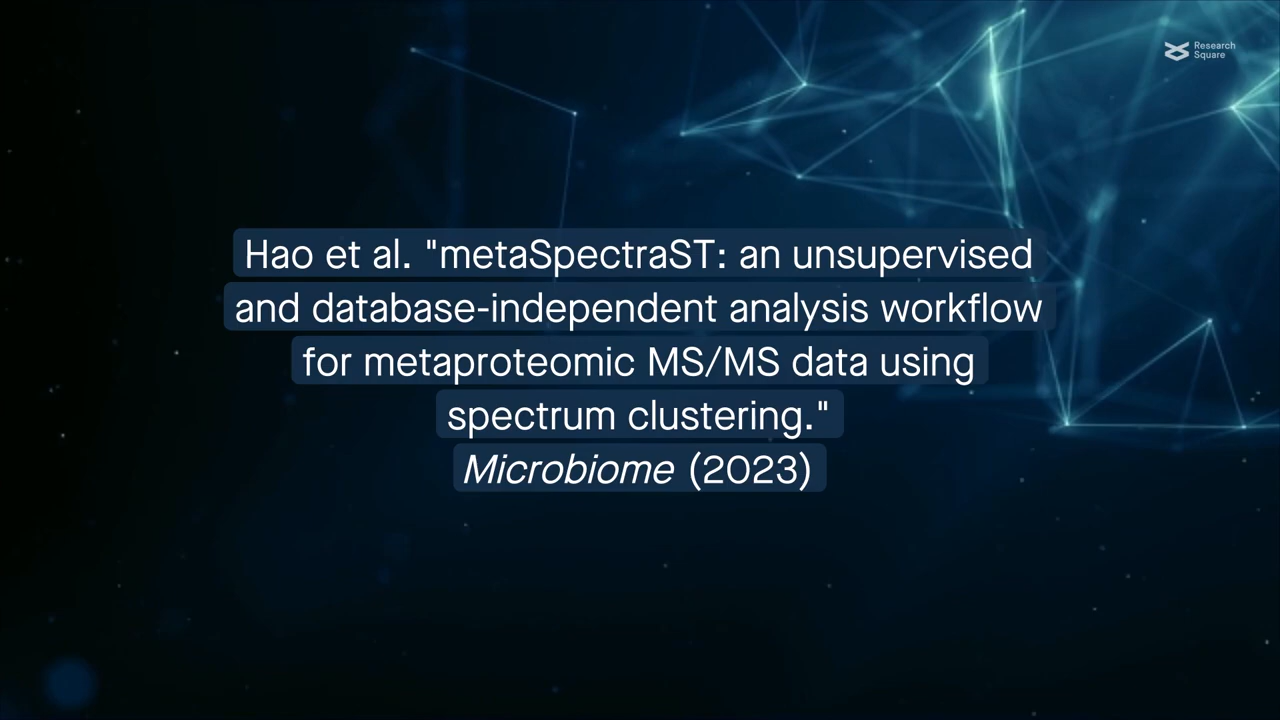 Research
Square
Hao et al. "metaSpectraST: an unsupervised
and database-independent analysis workflow
for metaproteomic MS/MS data using
spectrum clustering."
Microbiome (2023)